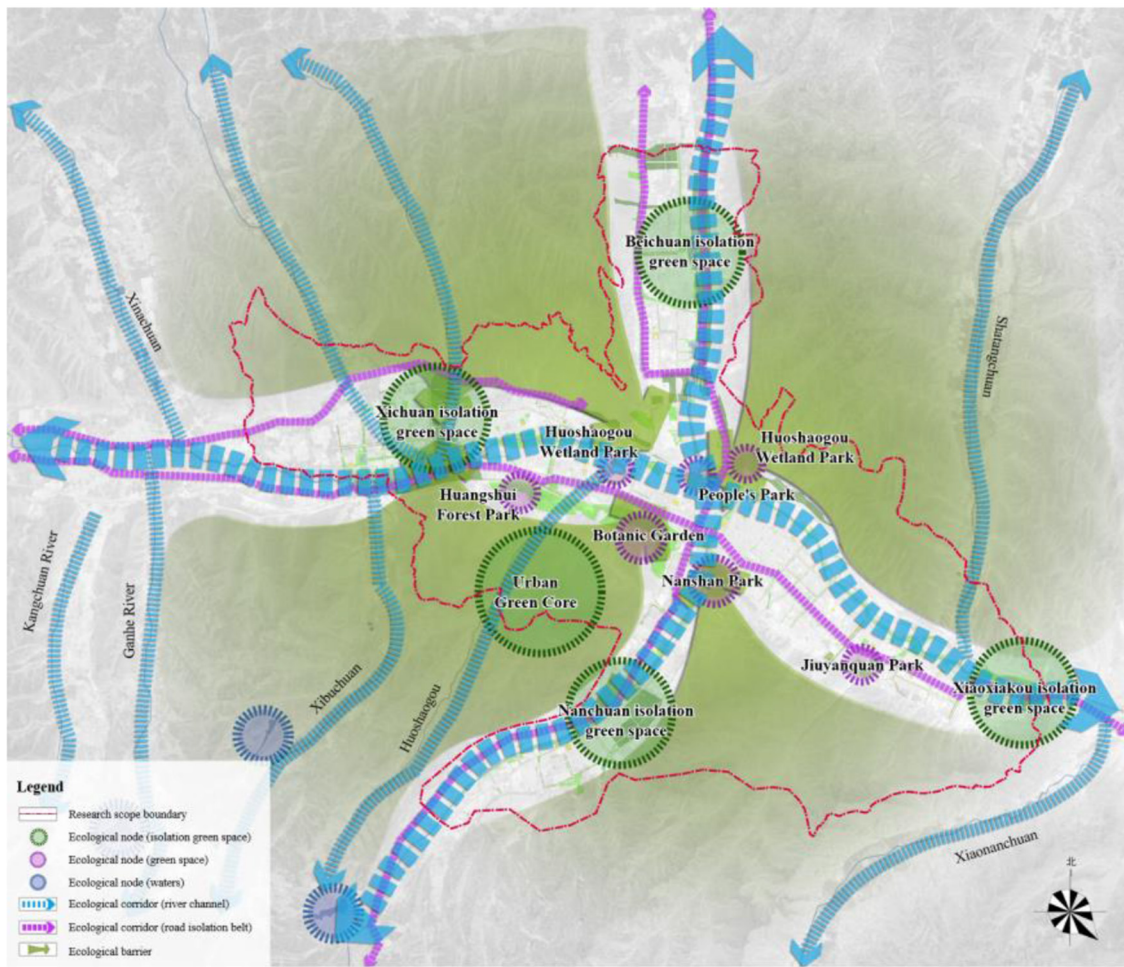 Beichuan isolation
green space
Xinachuan
Shatangchuan
Xichuan isolation
green space
Huoshaogou
Wetland Park
Huoshaogou
Wetland Park
Huangshui
Forest Park
People's Park
Botanic Garden
Kangchuan River
Ganhe River
Urban
Green Core
Nanshan Park
Jiuyanquan Park
Xibuchuan
Huoshaogou
Nanchuan isolation
green space
Xiaoxiakou isolation
green space
Xiaonanchuan
北
Legend
Research scope boundary
Ecological node (isolation green space)
Ecological node (green space)
Ecological node (waters)
Ecological corridor (river channel)
Ecological corridor (road isolation belt)
Ecological barrier